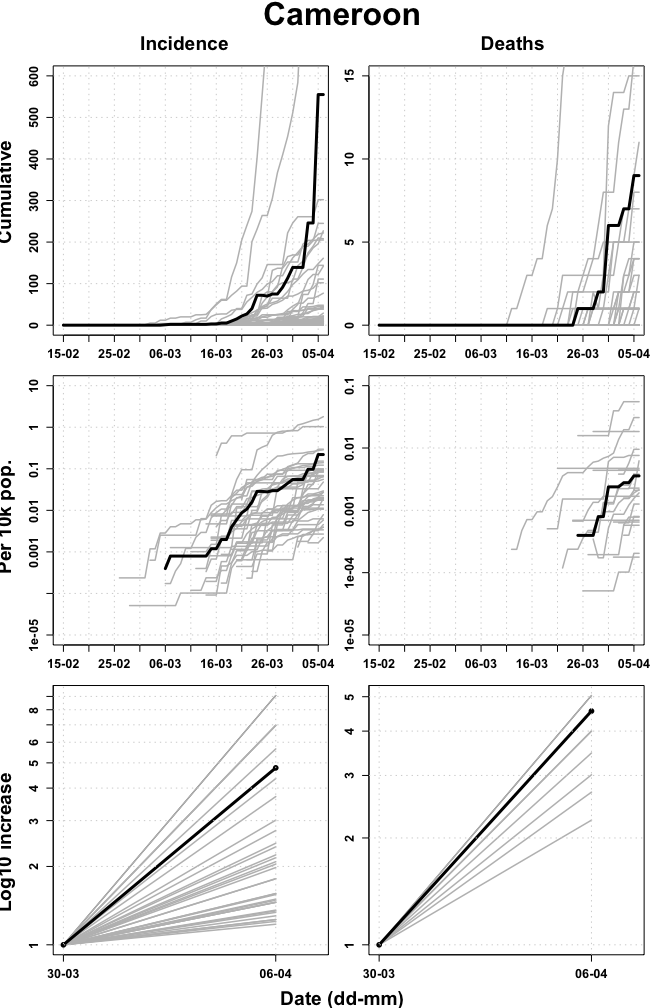 Cameroon
Incidence
Deaths
Cumulative
600
500
400
300
200
100
0
15-02 25-02 06-03 16-03 26-03 05-04
15
10
5
0
15-02 25-02 06-03 16-03 26-03 05-04
Per 10k pop.
10
1
0.1
0.01
0.001
1e-05
15-02 25-02 06-03 16-03 26-03 05-04
0.1
0.01
0.001
1e-04
1e-05
15-02 25-02 06-03 16-03 26-03 05-04
Log10 increase
8
6
5
4
3
2
1
30-03 06-04
5
4
3
2
1
30-03 06-04
Date (dd-mm)